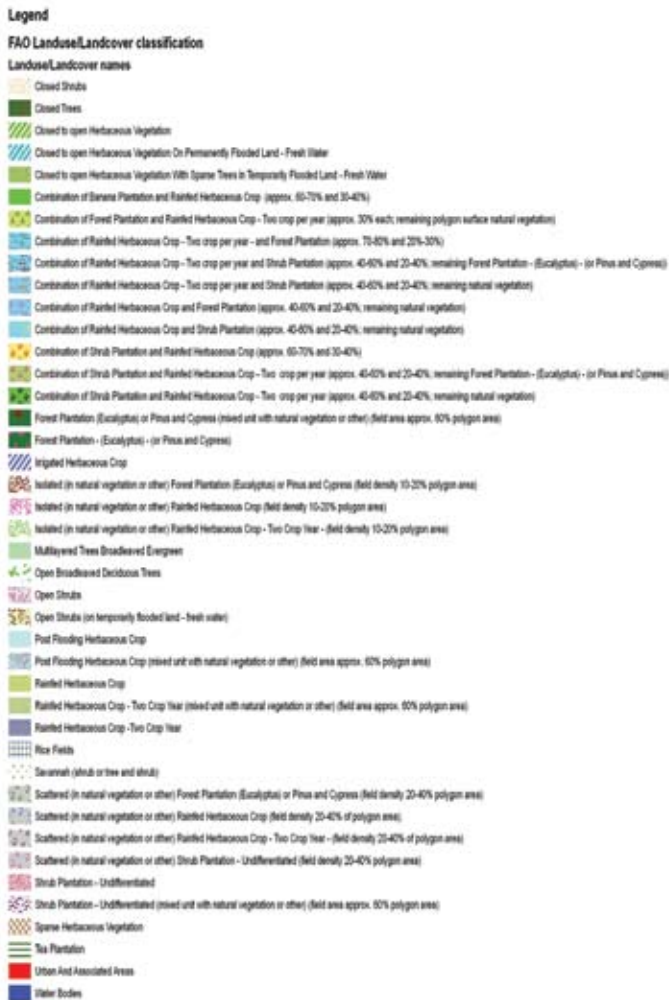 Legend
FAO Landuse/Landcover classification
Landuse/Landcover names
Closed Shrubs
Closed Trees
Closed to open Herbaceous Vegetation
Closed to open Herbaceous Vegetation On Permanently Flooded Land - Fresh Water
Closed to open Herbaceous Vegetation With Sparse Trees In Temporarily Flooded Land - Fresh Water
Combination of Banana Plantation and Rainfed Herbaceous Crop (approx. 60-70% and 30-40%)
Combination of Forest Plantation and Rainfed Herbaceous Crop - Two crop per year (approx. 30% each; remaining polygon surface natural vegetation)
Combination of Rainfed Herbaceous Crop - Two crop per year - and Forest Plantation (approx. 70-80% and 20%-30%)
Combination of Rainfed Herbaceous Crop - Two crop per year and Shrub Plantation (approx. 40-60% and 20-40%; remaining Forest Plantation - (Eucalyptus) - (or Pinus and Cypress)
Combination of Rainfed Herbaceous Crop - Two crop per year and Shrub Plantation (approx. 40-60% and 20-40%; remaining natural vegetation)
Combination of Rainfed Herbaceous Crop and Forest Plantation (approx. 40-60% and 20-40%; remaining natural vegetation)
Combination of Rainfed Herbaceous Crop and Shrub Plantation (approx. 40-60% and 20-40%; remaining natural vegetation)
Combination of Shrub Plantation and Rainfed Herbaceous Crop (approx. 60-70% and 30-40%)
Combination of Shrub Plantation and Rainfed Herbaceous Crop - Two crop per year (approx. 40-60% and 20-40%; remaining Forest Plantation - (Eucalyptus) - (or Pinus and Cypress)
Combination of Shrub Plantation and Rainfed Herbaceous Crop - Two crop per year (approx. 40-60% and 20-40%; remaining natural vegetation)
Forest Plantation (Eucalyptus) or Pinus and Cypress (mixed unit with natural vegetation or other) (field area approx. 60% polygon area)
Forest Plantation - (Eucalyptus) - (or Pinus and Cypress)
Irrigated Herbaceous Crop
Isolated (in natural vegetation or other) Forest Plantation (Eucalyptus) or Pinus and Cypress (field density 10-20% polygon area)
Isolated (in natural vegetation or other) Rainfed Herbaceous Crop (field density 10-20% polygon area)
Isolated (in natural vegetation or other) Rainfed Herbaceous Crop - Two Crop Year - (field density 10-20% polygon area)
Multilayered Trees Broadleaved Evergreen
Open Broadleaved Deciduous Trees
Open Shrubs
Open Shrubs (on temporarily flooded land - fresh water)
Post Flooding Herbaceous Crop
Post Flooding Herbaceous Crop (mixed unit with natural vegetation or other) (field area approx. 60% polygon area)
Rainfed Herbaceous Crop
Rainfed Herbaceous Crop - Two Crop Year (mixed unit with natural vegetation or other) (field area approx. 60% polygon area)
Rainfed Herbaceous Crop -Two Crop Year
Rice Fields
Savannah (shrub or tree and shrub)
Scattered (in natural vegetation or other) Forest Plantation (Eucalyptus) or Pinus and Cypress (field density 20-40% polygon area)
Scattered (in natural vegetation or other) Rainfed Herbaceous Crop (field density 20-40% of polygon area)
Scattered (in natural vegetation or other) Rainfed Herbaceous Crop - Two Crop Year - (field density 20-40% of polygon area)
Scattered (in natural vegetation or other) Shrub Plantation - Undifferentiated (field density 20-40% polygon area)
Shrub Plantation - Undifferentiated
Shrub Plantation - Undifferentiated (mixed unit with natural vegetation or other) (field area approx. 60% polygon area)
Sparse Herbaceous Vegetation
Tea Plantation
Urban And Associated Areas
Water Bodies